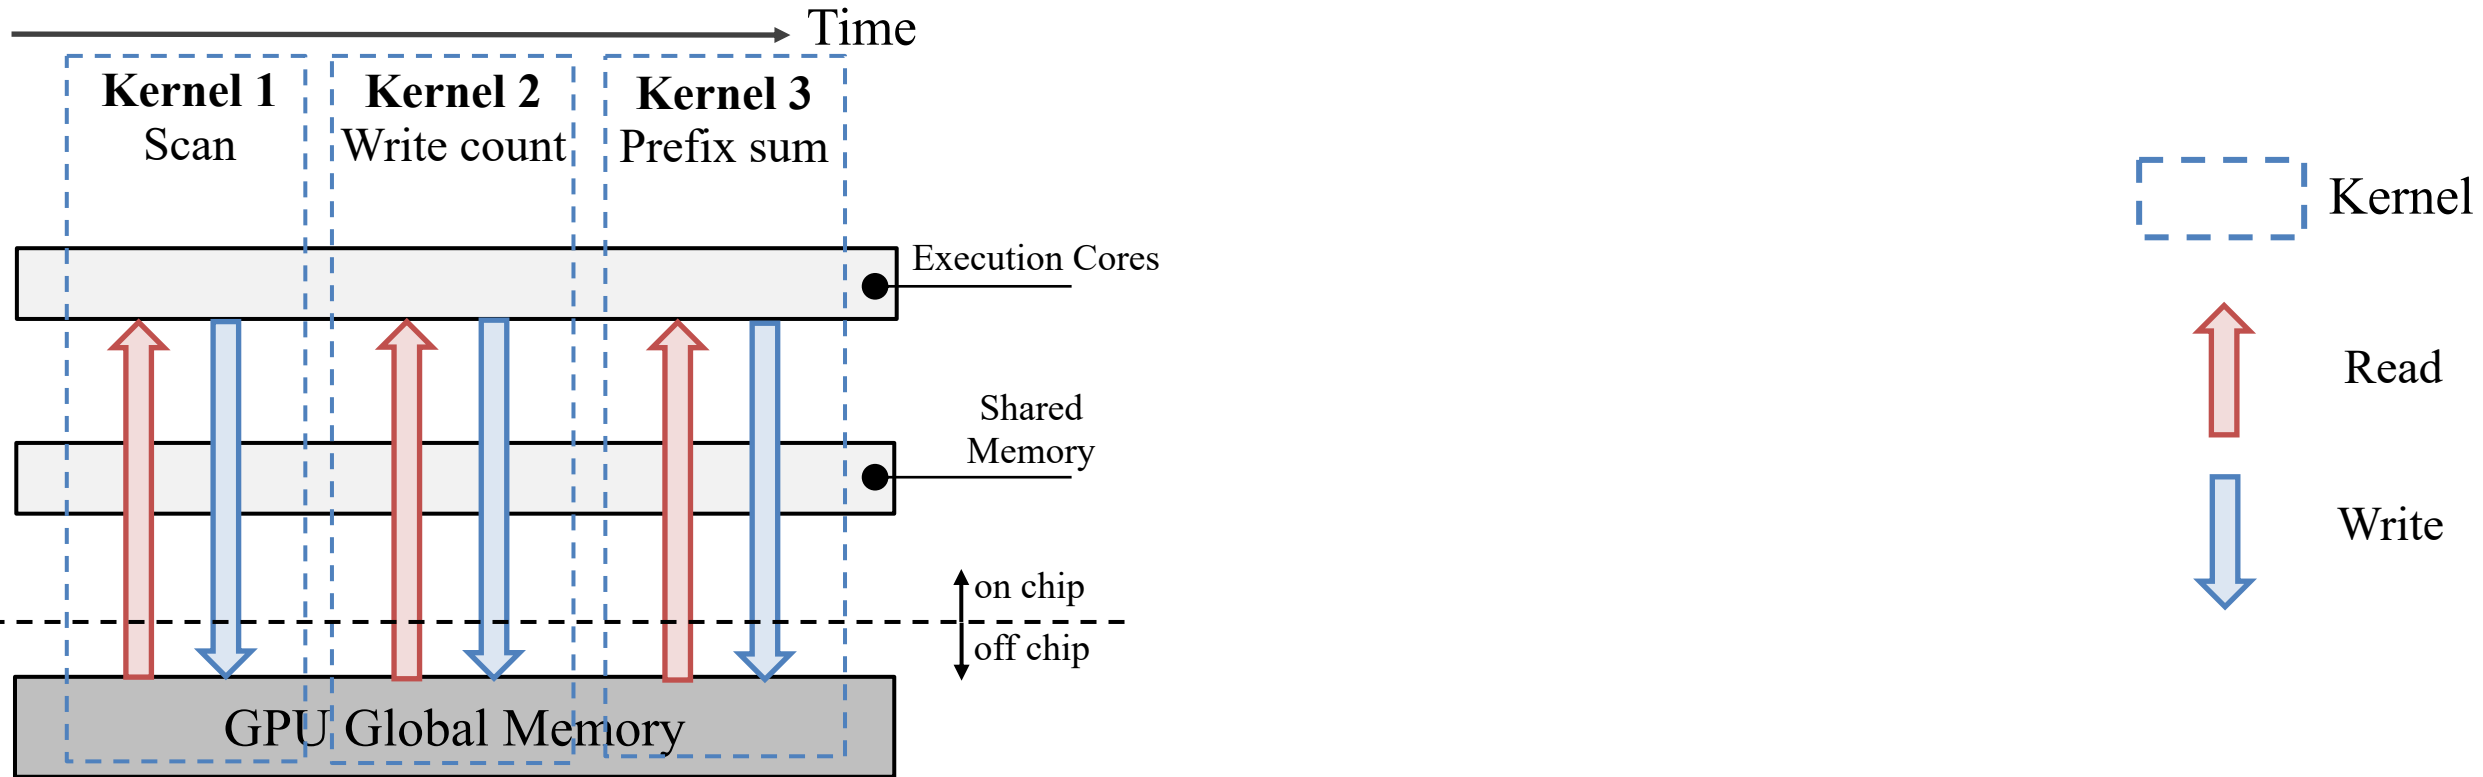 Time
Kernel 1
Scan
Kernel 2
Write count
Kernel 3
Prefix sum
Execution Cores
Shared
Memory
on chip
off chip
GPU Global Memory
Kernel
Read
Write